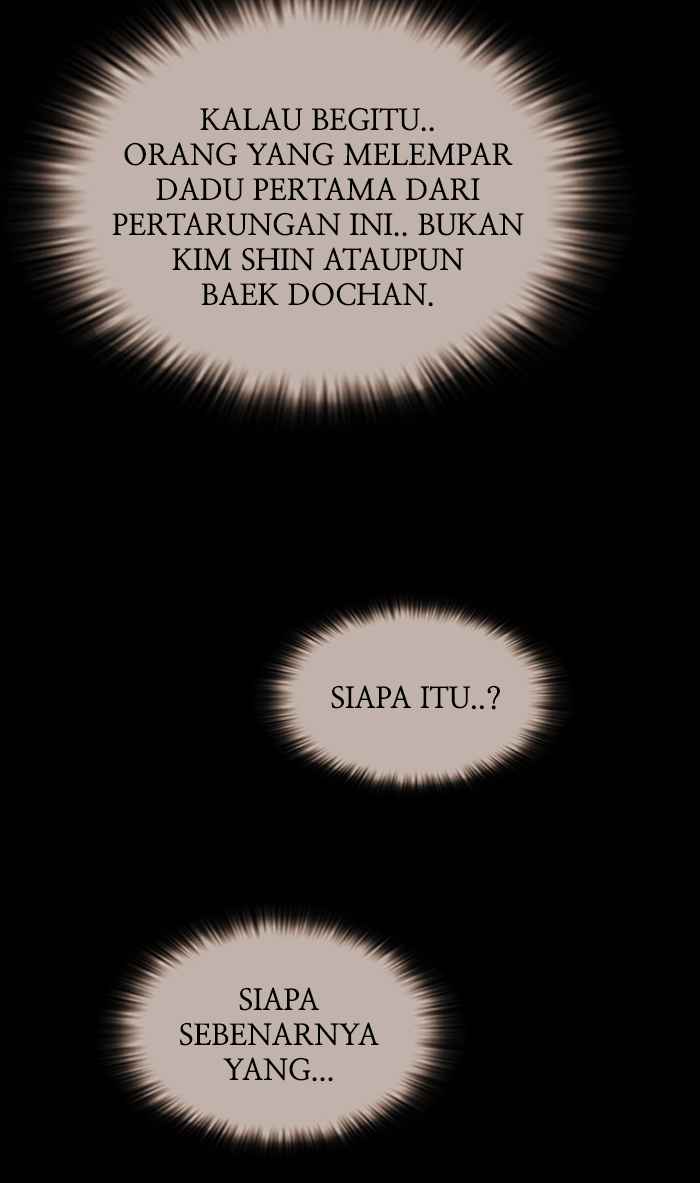 KALAU BEGITU..
ORANG YANG MELEMPAR
DADU PERTAMA DARI
PERTARUNGAN INI.. BUKAN
KIM SHIN ATAUPUN
BAEK DOCHAN.
SIAPA ITU..?
SIAPA
SEBENARNYA
YANG...